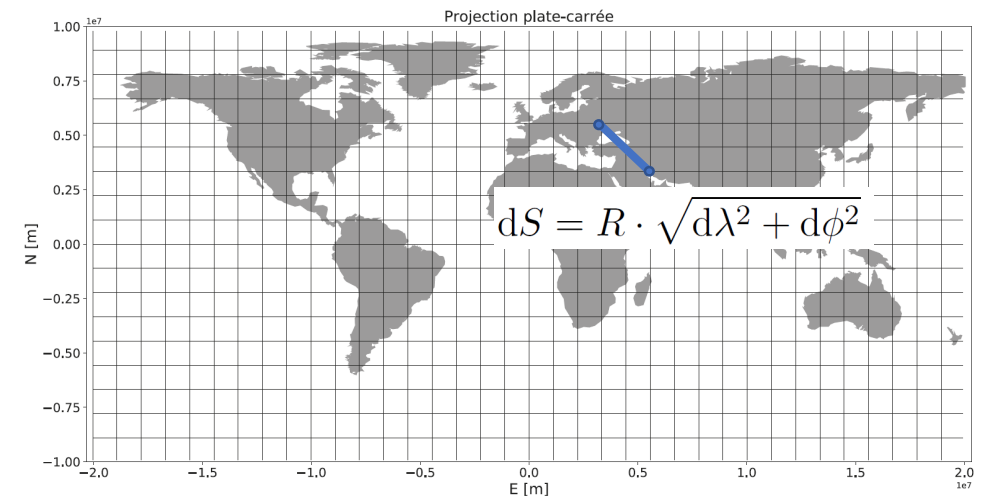 Projection plate-carrée
1e7
1.00
0.75
0.50
0.25
0.00
−0.25
−0.50
−0.75
−1.00
N [m]
dS = R · √(dλ² + dϕ²)
−2.0 −1.5 −1.0 −0.5 0.0 0.5 1.0 1.5 2.0
1e7
E [m]